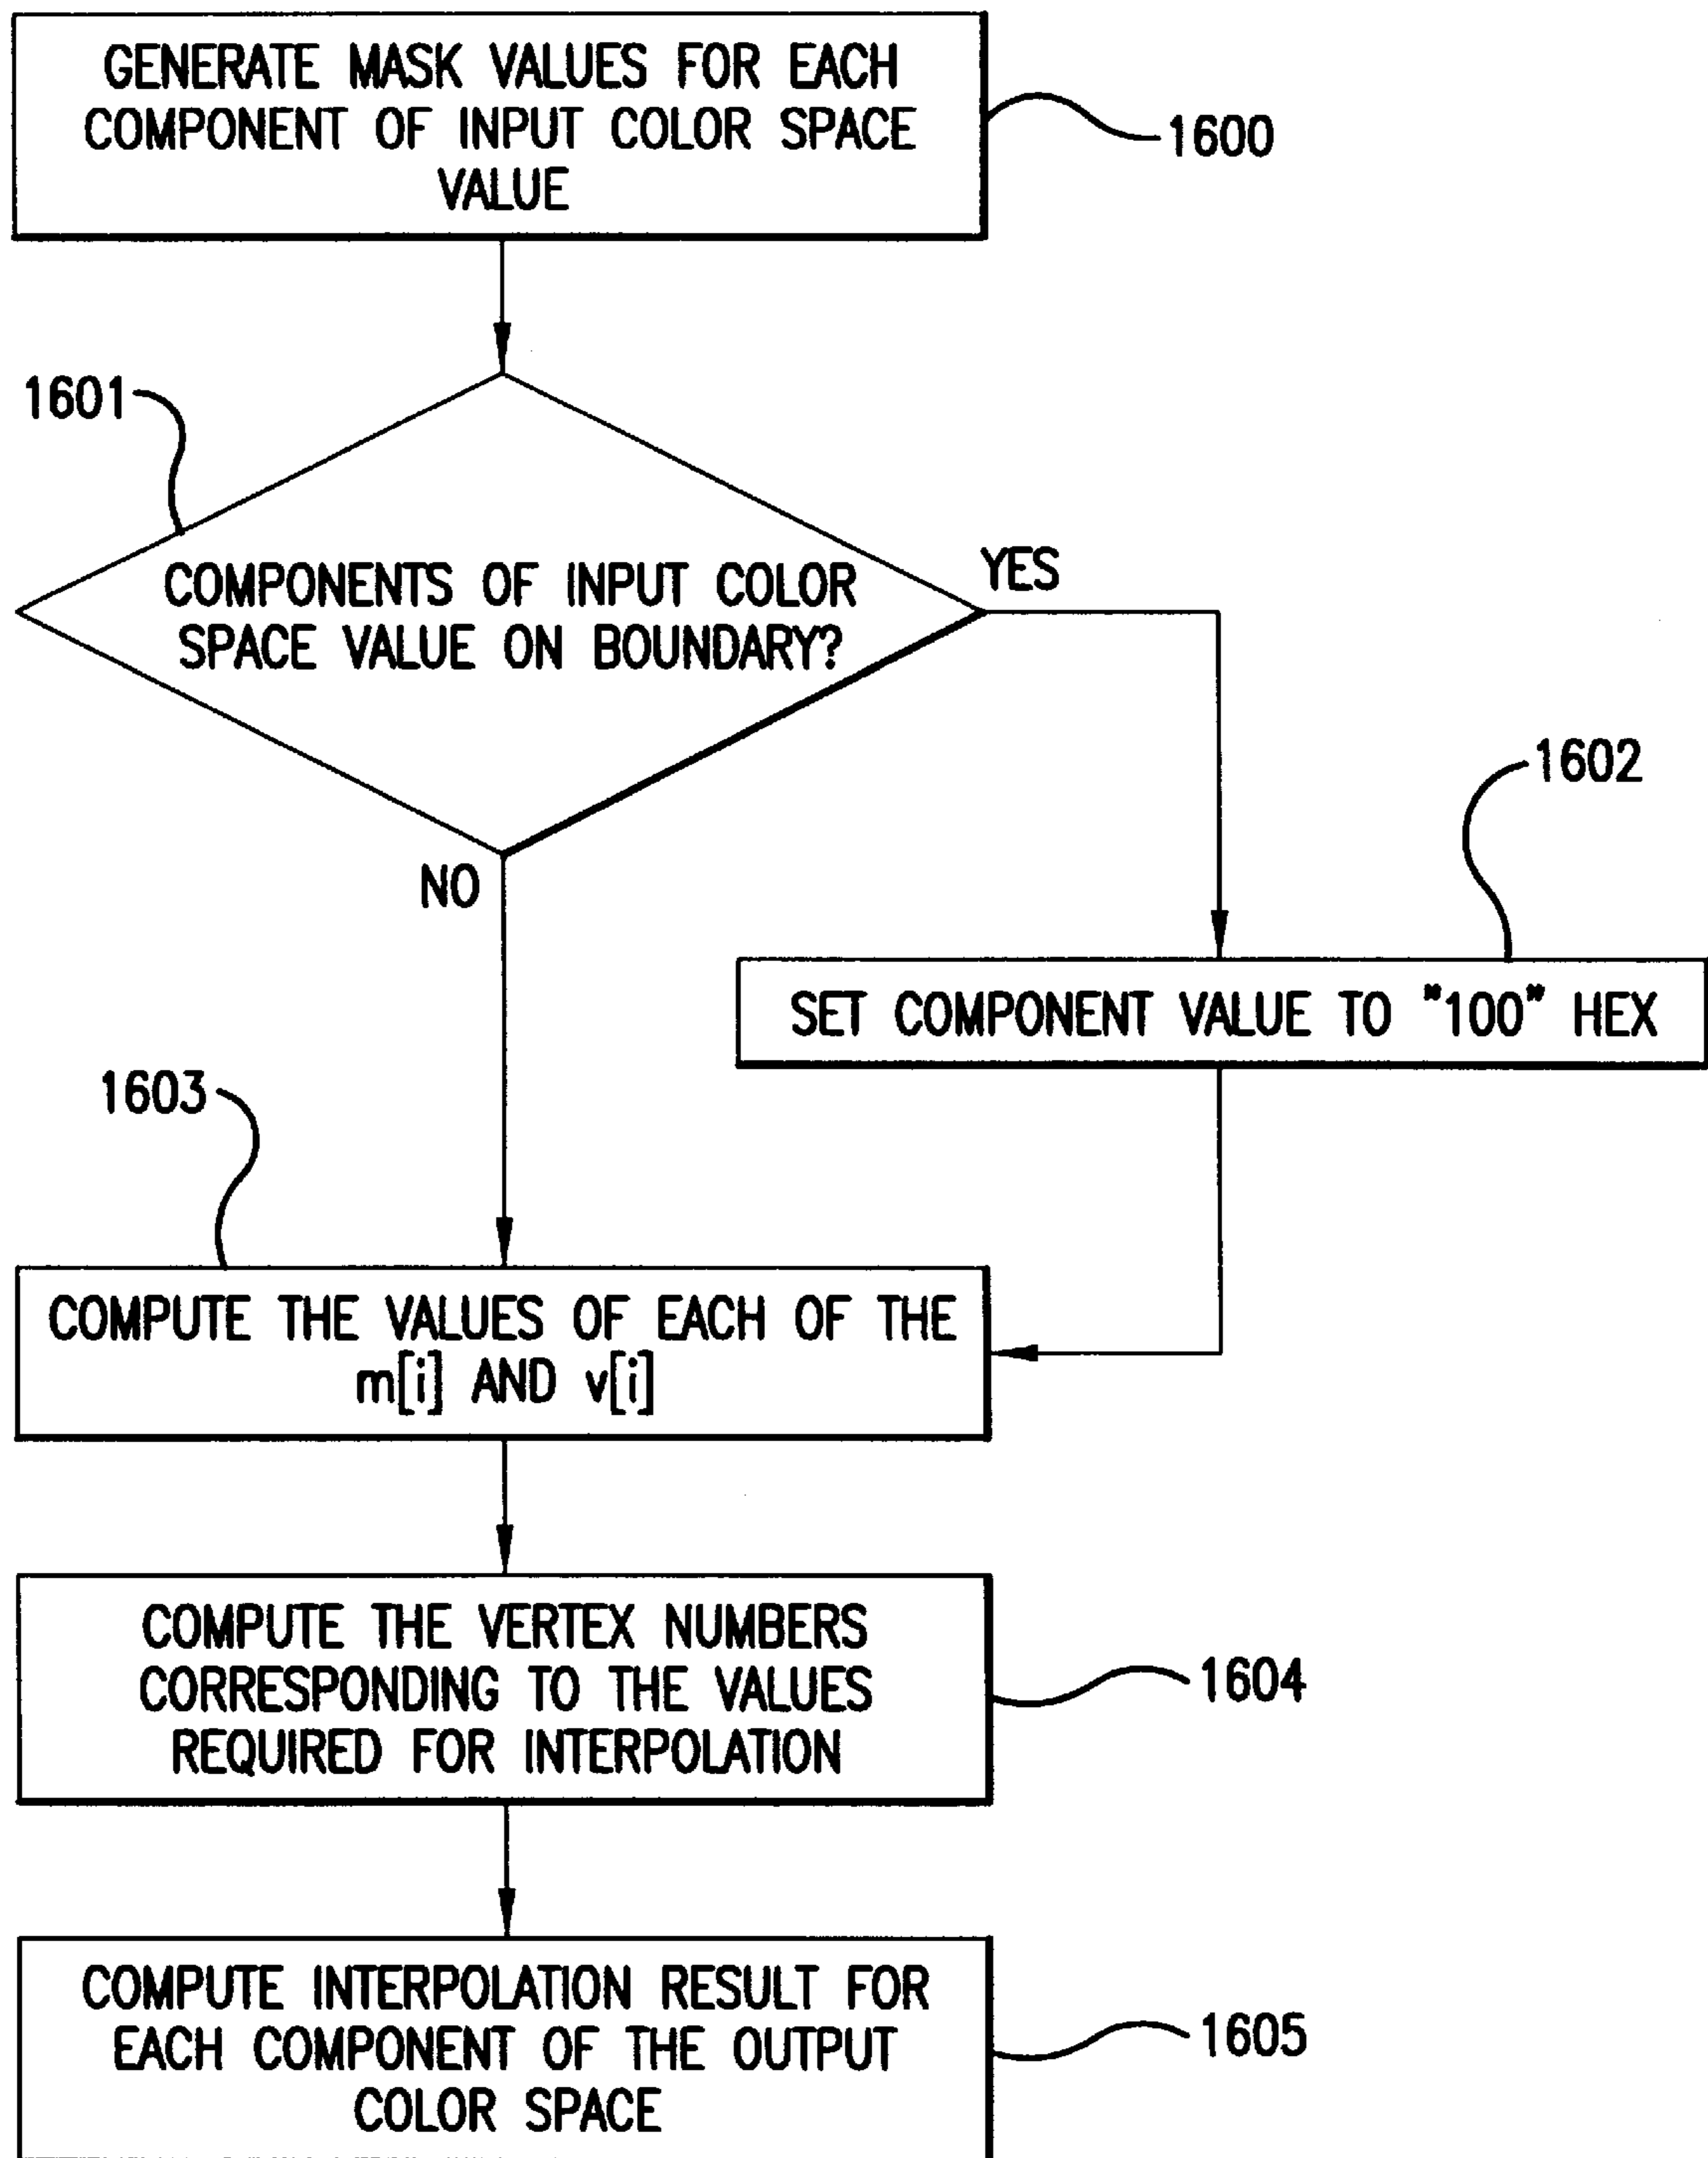 GENERATE MASK VALUES FOR EACH
COMPONENT OF INPUT COLOR SPACE
VALUE
1600
1601
COMPONENTS OF INPUT COLOR
SPACE VALUE ON BOUNDARY?
YES
NO
1602
SET COMPONENT VALUE TO "100" HEX
1603
COMPUTE THE VALUES OF EACH OF THE
m[i] AND v[i]
COMPUTE THE VERTEX NUMBERS
CORRESPONDING TO THE VALUES
REQUIRED FOR INTERPOLATION
1604
COMPUTE INTERPOLATION RESULT FOR
EACH COMPONENT OF THE OUTPUT
COLOR SPACE
1605